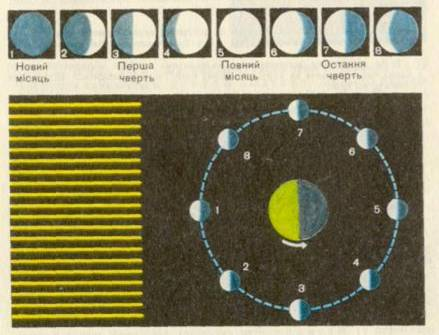 1 2 3 4 5 6 7 8
Новий місяць
Перша чверть
Повний місяць
Остання чверть
7
8 6
1 5
2 4
3